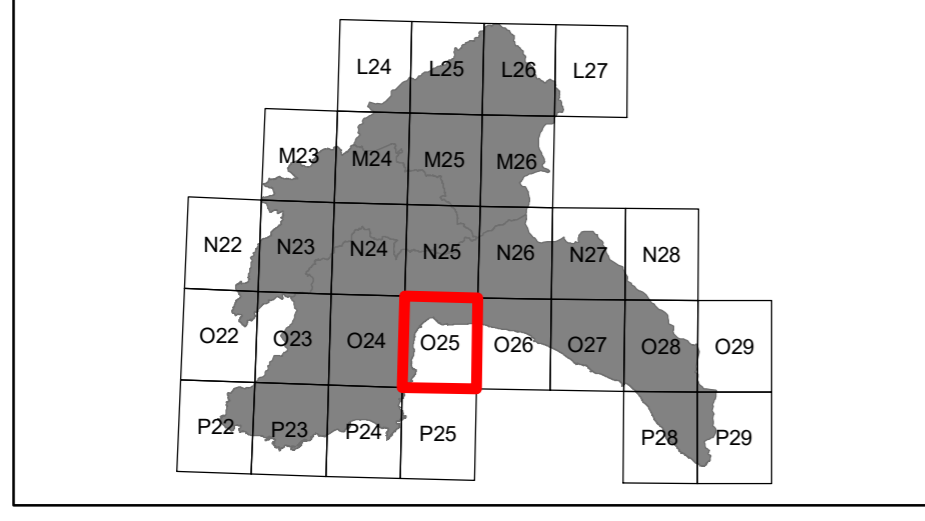 L24 L25 L26 L27
M23 M24 M25 M26
N22 N23 N24 N25 N26 N27 N28
O22 O23 O24 O25 O26 O27 O28 O29
P22 P23 P24 P25 P28 P29